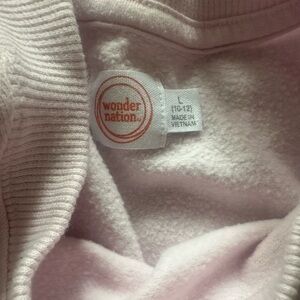 wonder
nation
L
(10-12)
MADE IN
VIETNAM